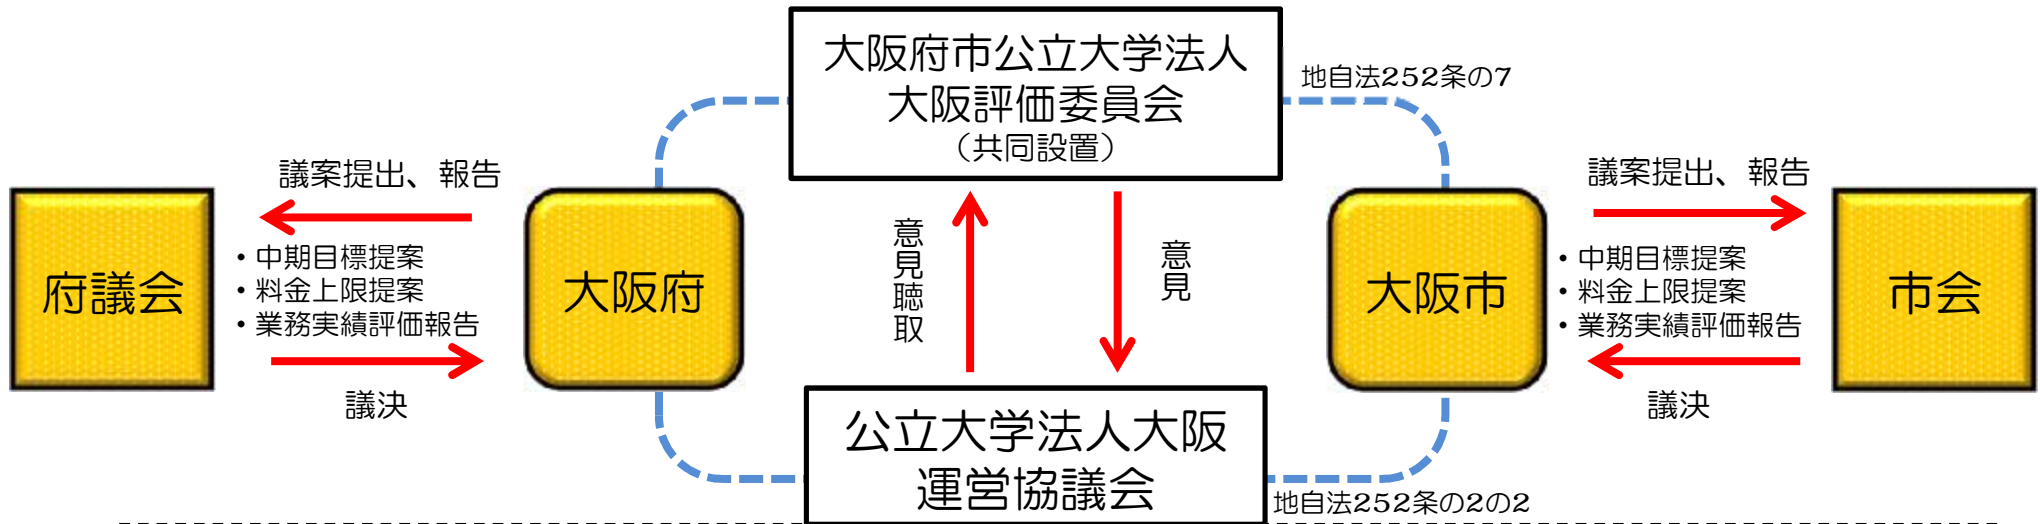 大阪府市公立大学法人
大阪評価委員会
（共同設置）
地自法252条の7
議案提出、報告
・中期目標提案
・料金上限提案
・業務実績評価報告
議決
府議会
大阪府
意見聴取
意見
大阪市
議案提出、報告
・中期目標提案
・料金上限提案
・業務実績評価報告
議決
市会
公立大学法人大阪
運営協議会
地自法252条の2の2